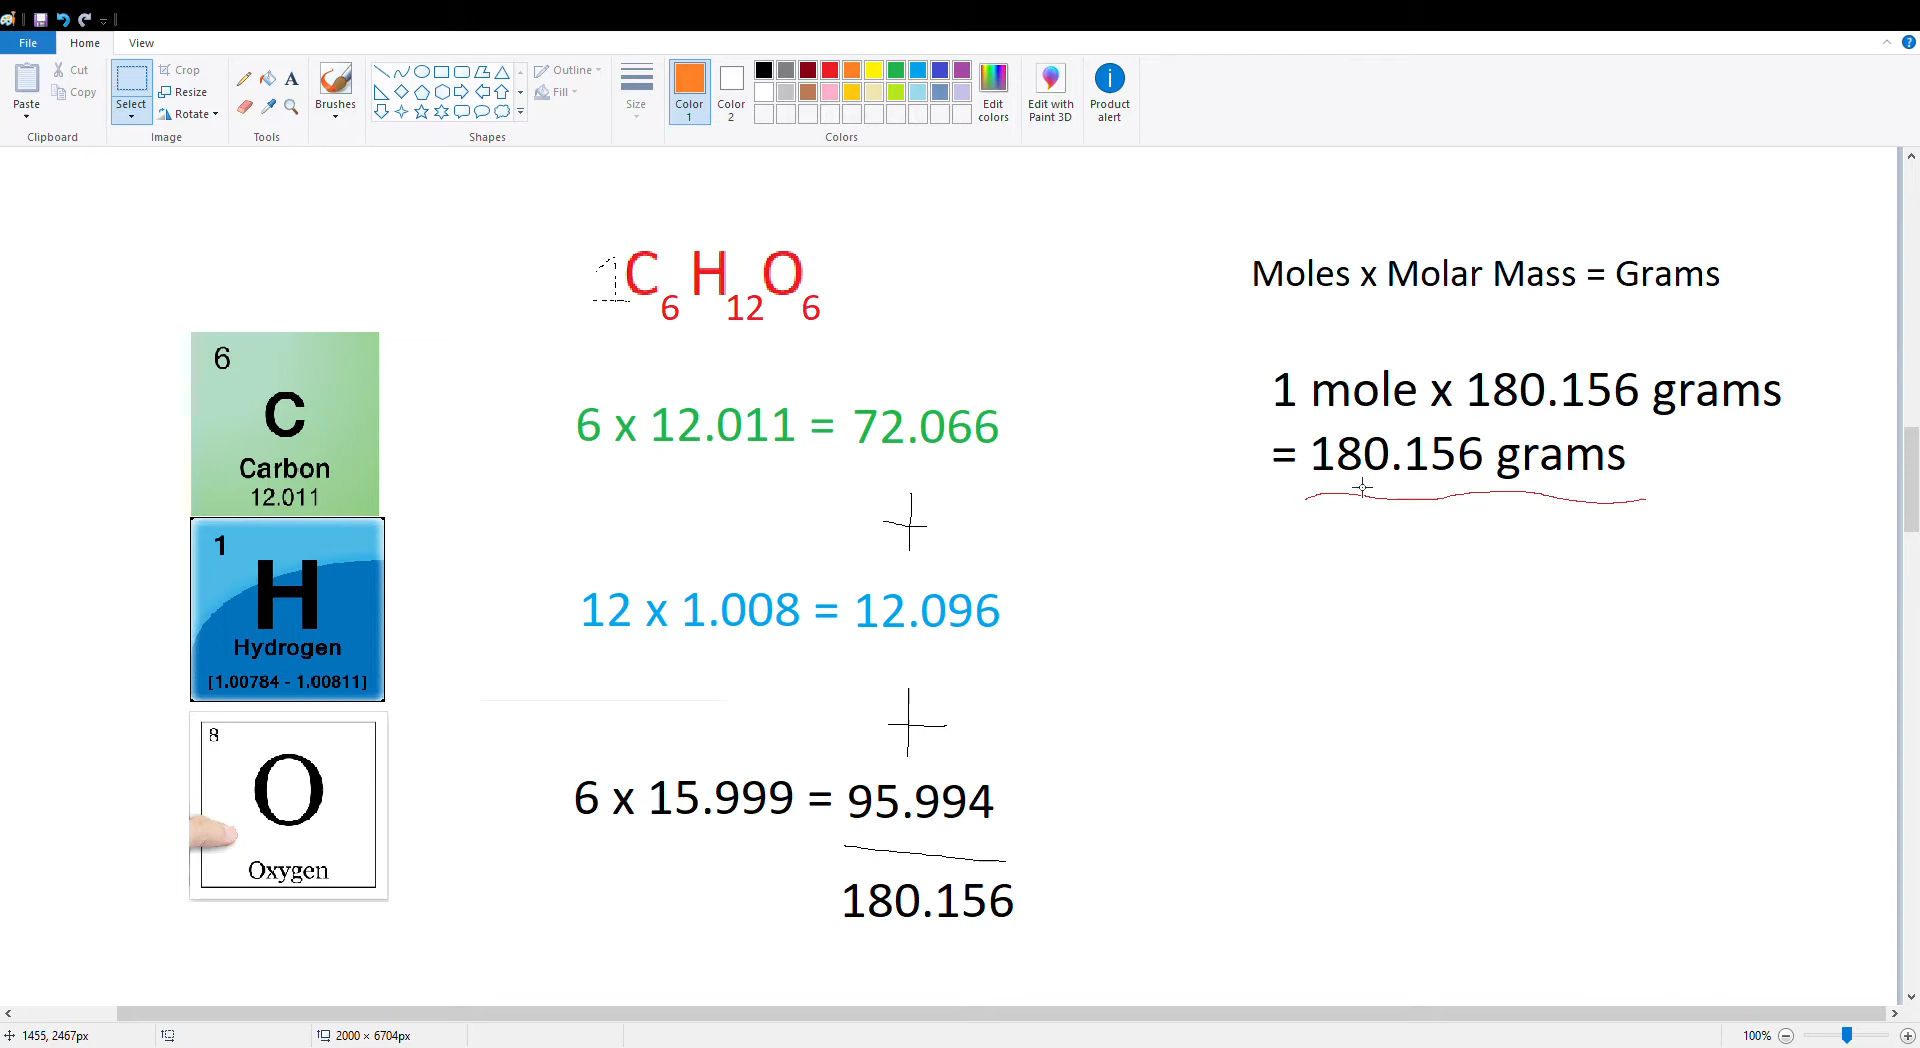 File Home View
Paste
Cut
Copy
Clipboard
Select
Crop
Resize
Rotate
Image
A
Tools
Brushes
Shapes
Outline
Fill
Size
Color 1
Color 2
Colors
Edit colors
Edit with Paint 3D
Product alert
1C6H12O6
Moles x Molar Mass = Grams
1 mole x 180.156 grams
= 180.156 grams
6
C
Carbon
12.011
6 x 12.011 = 72.066
+
1
H
Hydrogen
[1.00784 - 1.00811]
12 x 1.008 = 12.096
+
8
O
Oxygen
6 x 15.999 = 95.994
180.156
1455, 2467px
2000 × 6704px
100%